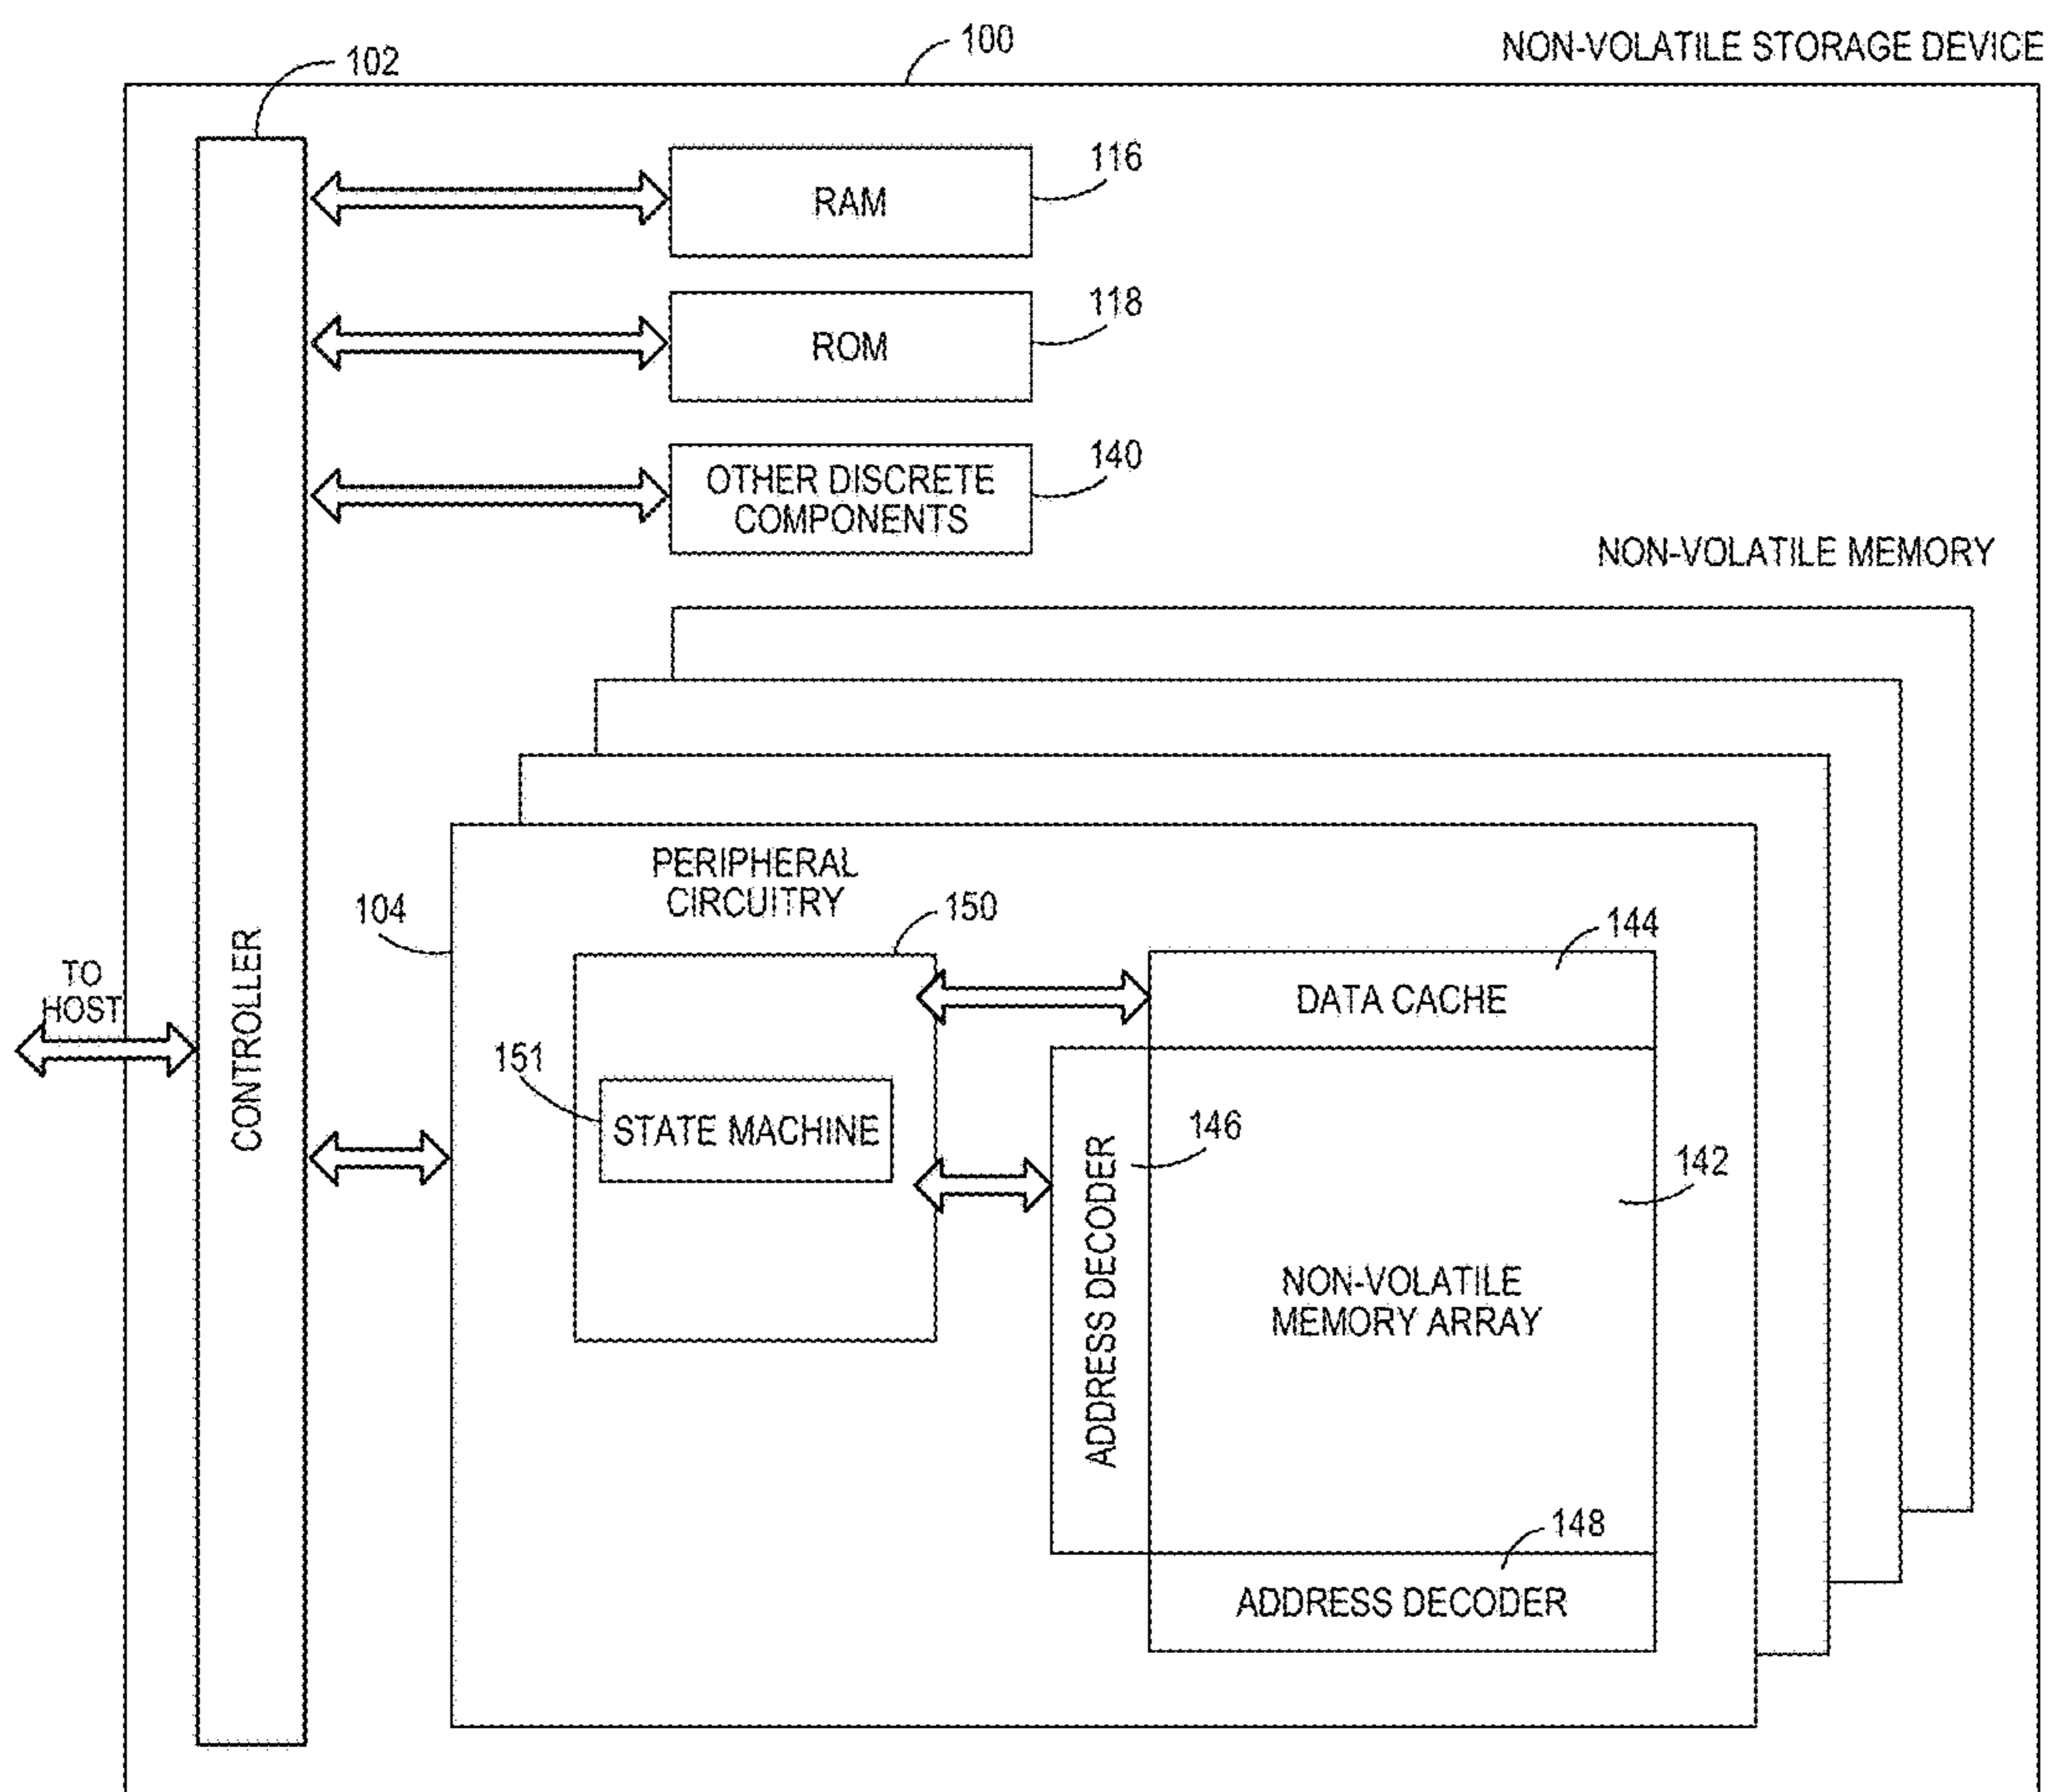 100
NON-VOLATILE STORAGE DEVICE
102
116
RAM
118
ROM
140
OTHER DISCRETE
COMPONENTS
NON-VOLATILE MEMORY
PERIPHERAL
CIRCUITRY
104
150
144
TO
HOST
CONTROLLER
DATA CACHE
151
STATE MACHINE
146
ADDRESS DECODER
142
NON-VOLATILE
MEMORY ARRAY
148
ADDRESS DECODER